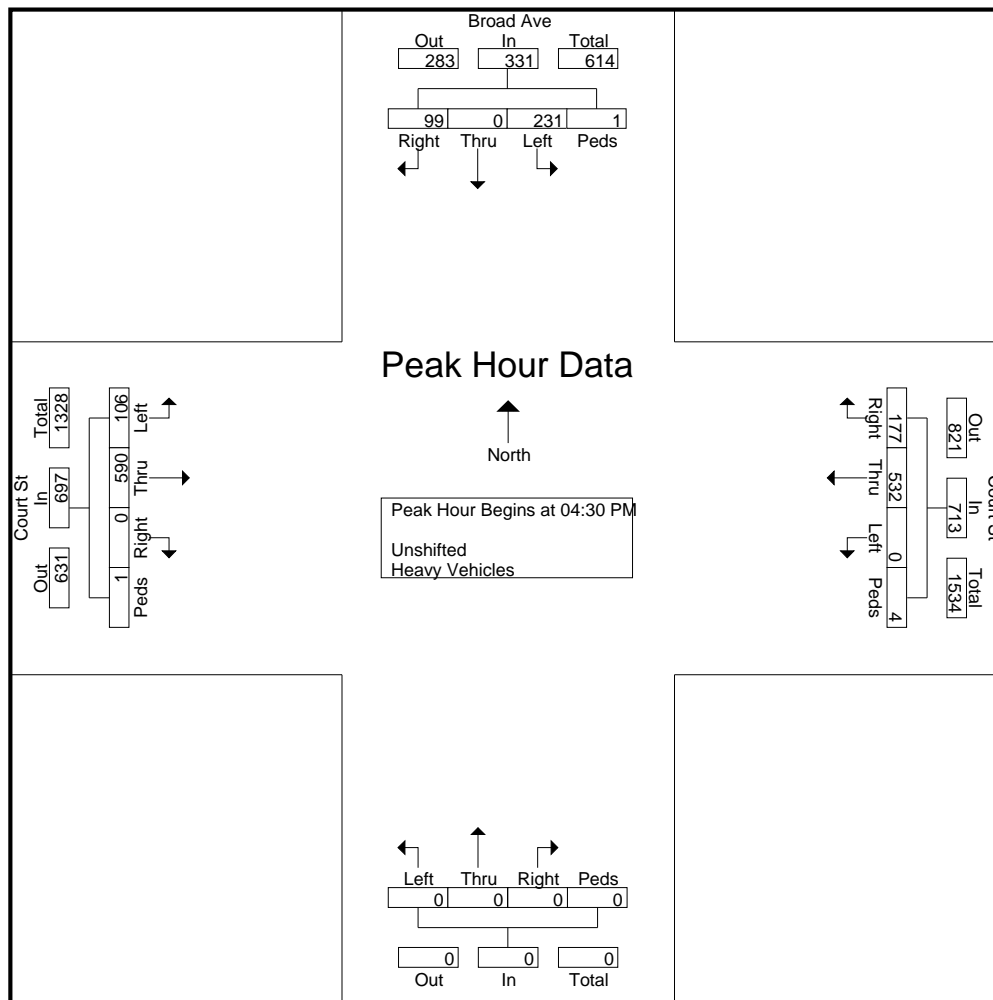 Broad Ave
Out In Total
283 331 614
99 0 231 1
Right Thru Left Peds
Peak Hour Data
North
Peak Hour Begins at 04:30 PM
Unshifted
Heavy Vehicles
Court St
Total In Out
1328 697 631
106 590 0 1
Left Thru Right Peds
Court St
Out In Total
821 713 1534
177 532 0 4
Right Thru Left Peds
Left Thru Right Peds
0 0 0 0
0 0 0
Out In Total